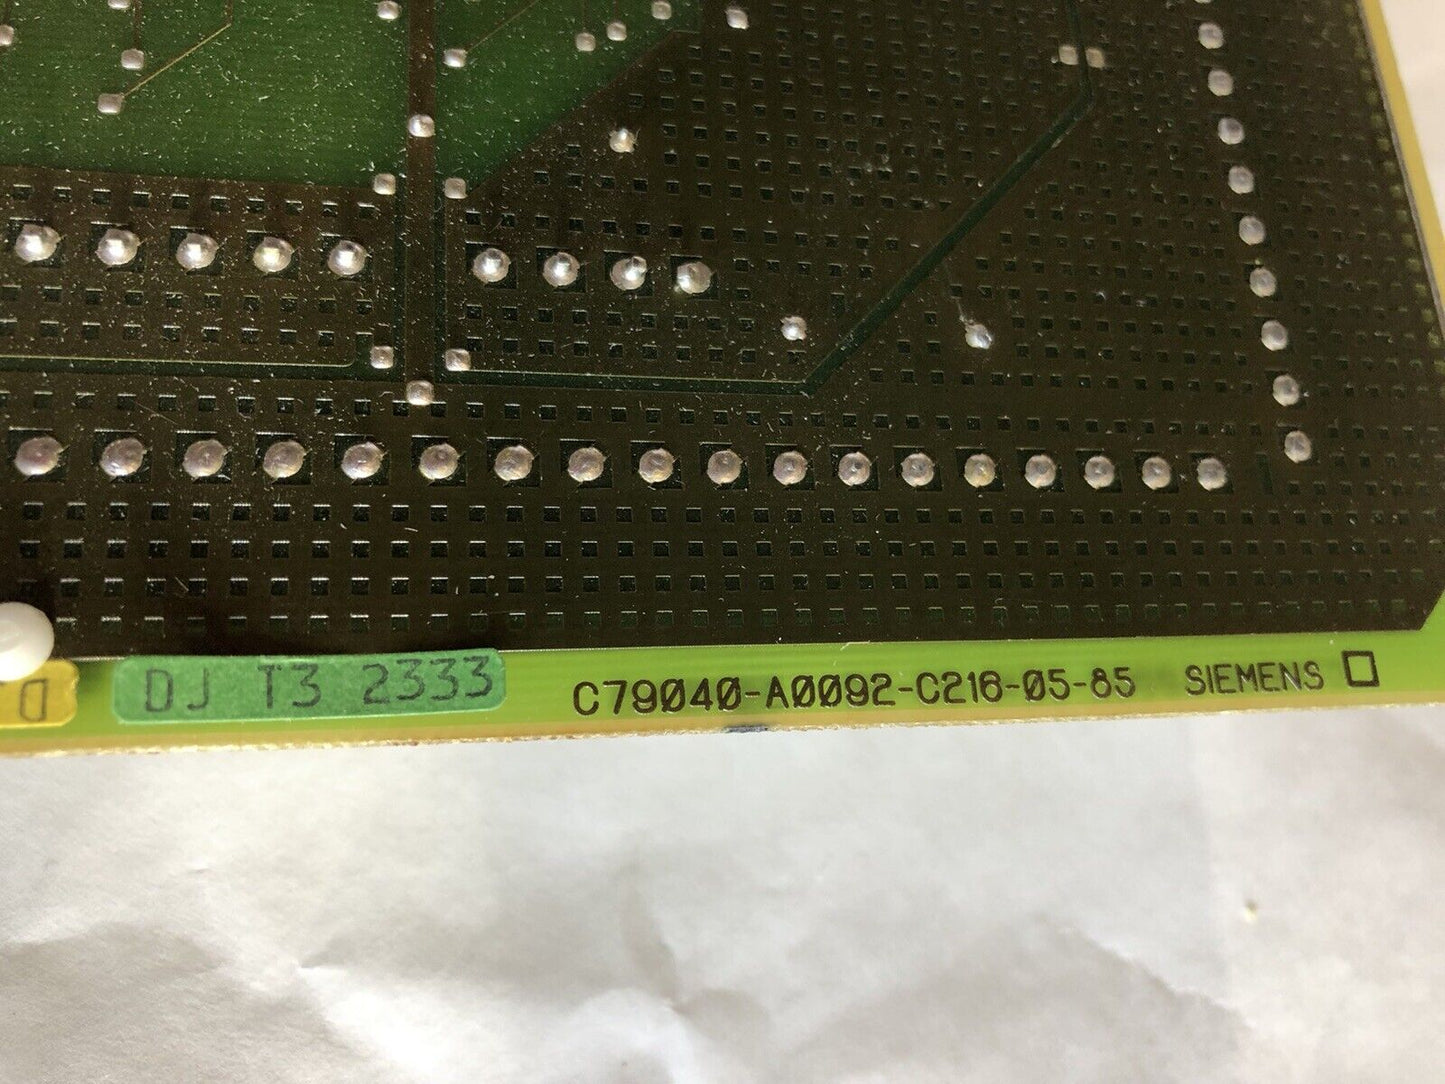 DJ T3 2333
C79040-A0092-C216-05-85 SIEMENS